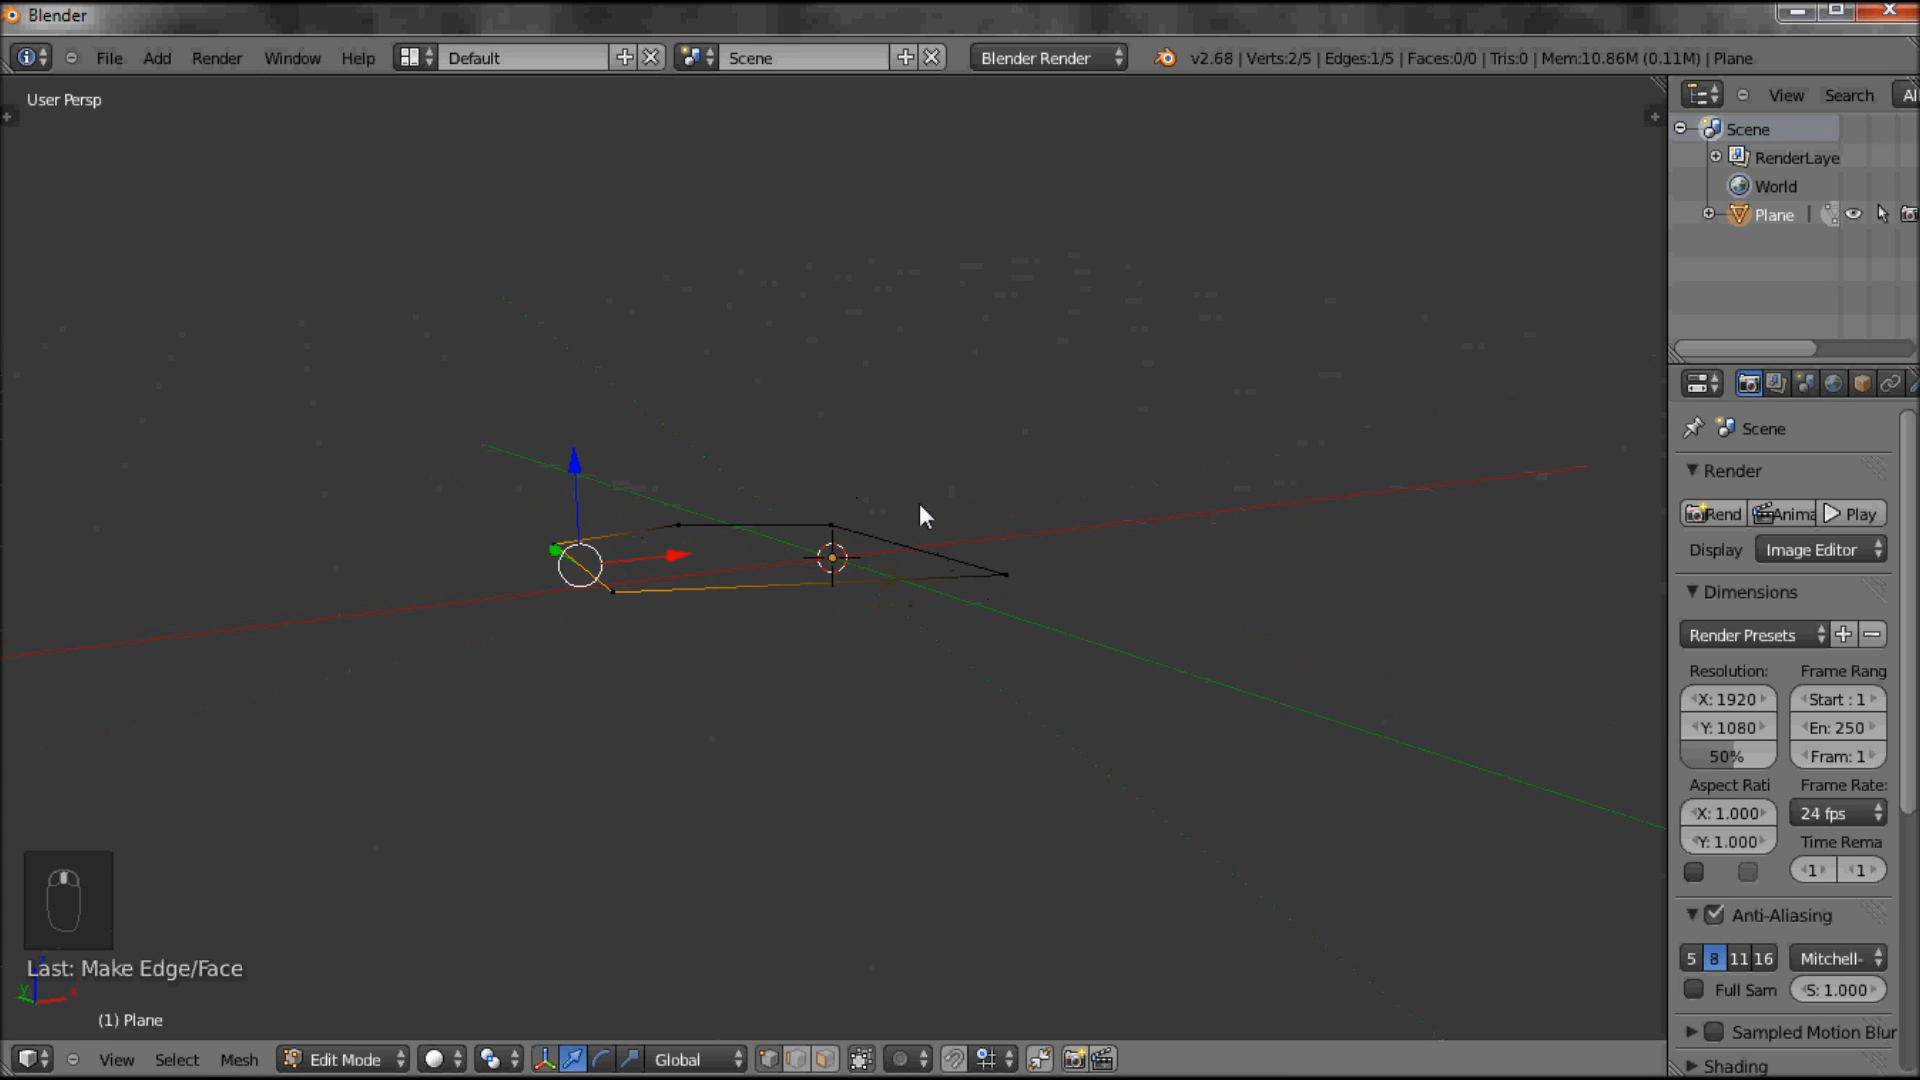 Blender
File Add Render Window Help Default Scene Blender Render v2.68 | Verts:2/5 | Edges:1/5 | Faces:0/0 | Tris:0 | Mem:10.86M (0.11M) | Plane
User Persp
View Search Al
Scene
RenderLaye
World
Plane
Scene
Render
Rend Anima Play
Display Image Editor
Dimensions
Render Presets
Resolution: Frame Rang
X: 1920 Start : 1
Y: 1080 En: 250
50% Fram: 1
Aspect Rati Frame Rate:
X: 1.000 24 fps
Y: 1.000 Time Rema
1 1
Anti-Aliasing
5 8 11 16 Mitchell-
Full Sam S: 1.000
Sampled Motion Blur
Shading
Last: Make Edge/Face
y x
(1) Plane
View Select Mesh Edit Mode Global